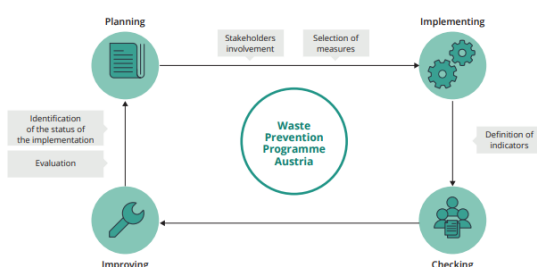 Planning
Implementing
Stakeholders
involvement
Selection of
measures
Identification
of the status of
the implementation
Evaluation
Waste
Prevention
Programme
Austria
Definition of
indicators
Improving
Checking